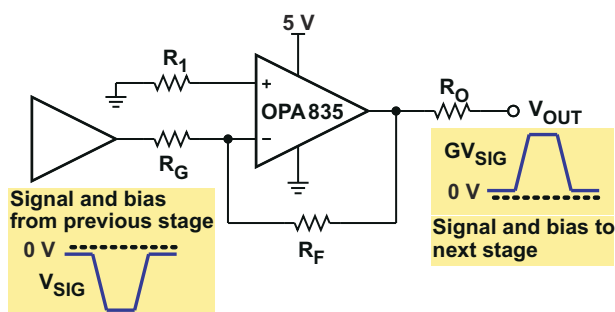 5 V
R1
+
OPA835
−
RG
RO
VOUT
RF
Signal and bias
from previous stage
0 V
VSIG
GVSIG
0 V
Signal and bias to
next stage